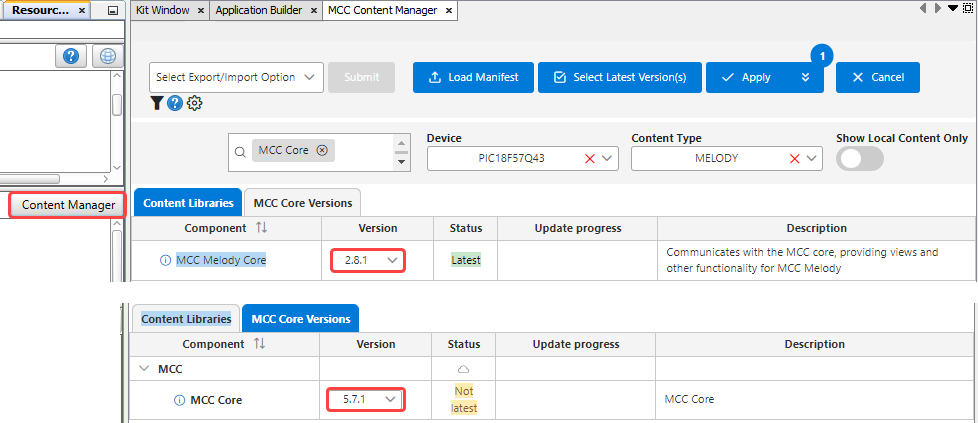 Resourc...
Kit Window
Application Builder
MCC Content Manager
Select Export/Import Option
Submit
Load Manifest
Select Latest Version(s)
Apply
1
Cancel
MCC Core
Device
PIC18F57Q43
Content Type
MELODY
Show Local Content Only
Content Manager
Content Libraries
MCC Core Versions
Component
Version
Status
Update progress
Description
MCC Melody Core
2.8.1
Latest
Communicates with the MCC core, providing views and
other functionality for MCC Melody
Content Libraries
MCC Core Versions
Component
Version
Status
Update progress
Description
MCC
MCC Core
5.7.1
Not
latest
MCC Core